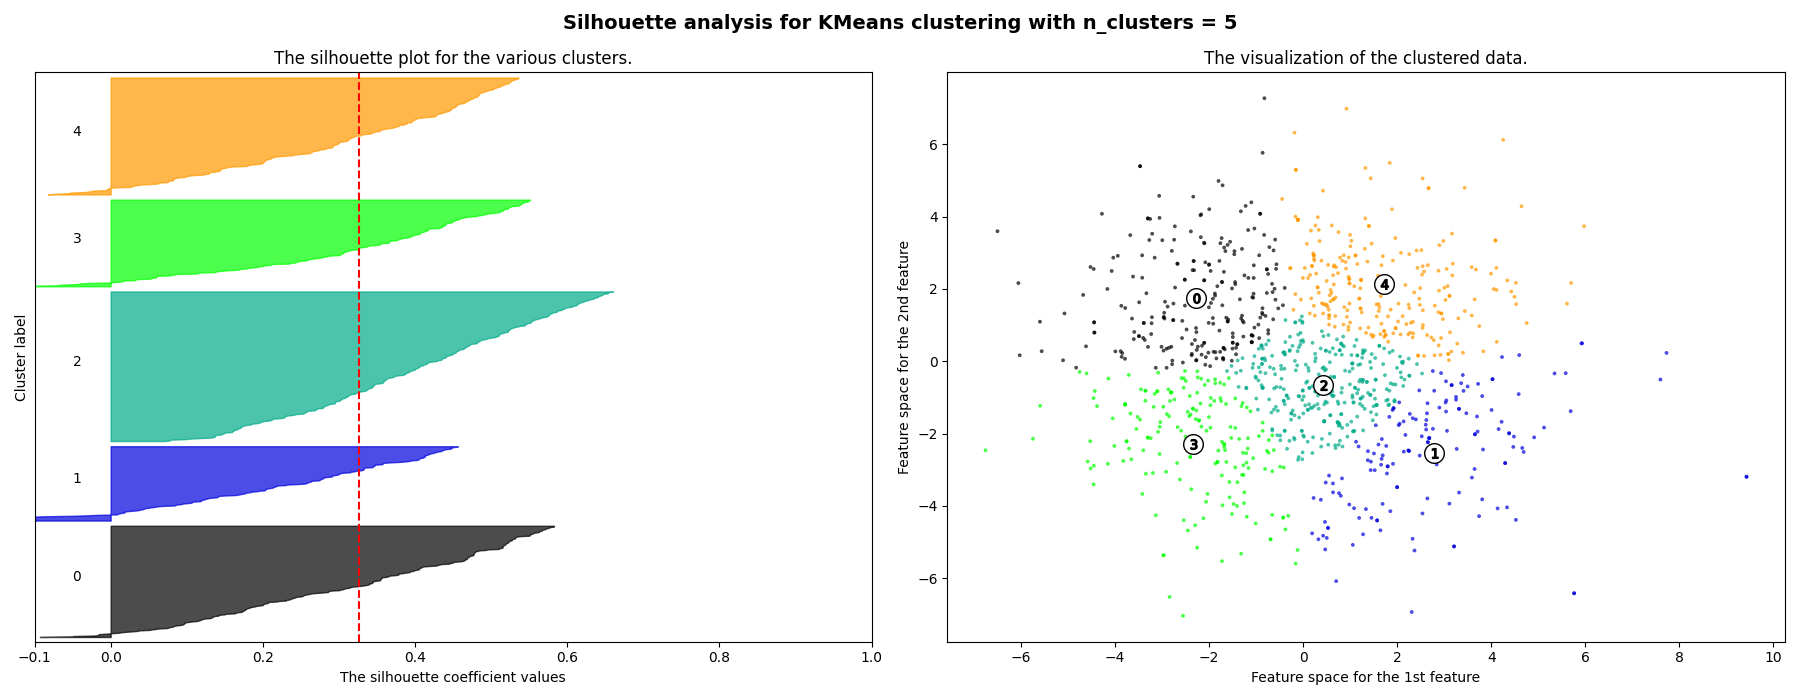 Silhouette analysis for KMeans clustering with n_clusters = 5
The silhouette plot for the various clusters.
Cluster label
4
3
2
1
0
−0.1 0.0 0.2 0.4 0.6 0.8 1.0
The silhouette coefficient values
The visualization of the clustered data.
Feature space for the 2nd feature
6
4
2
0
−2
−4
−6
0
4
2
3
1
−6 −4 −2 0 2 4 6 8 10
Feature space for the 1st feature